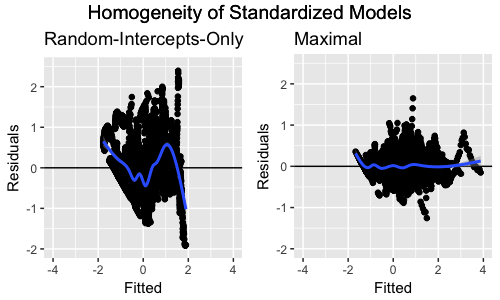 Homogeneity of Standardized Models
Random-Intercepts-Only
Maximal
Residuals
2
1
0
-1
-2
-4
-2
0
2
4
Fitted
Residuals
2
1
0
-1
-2
-4
-2
0
2
4
Fitted